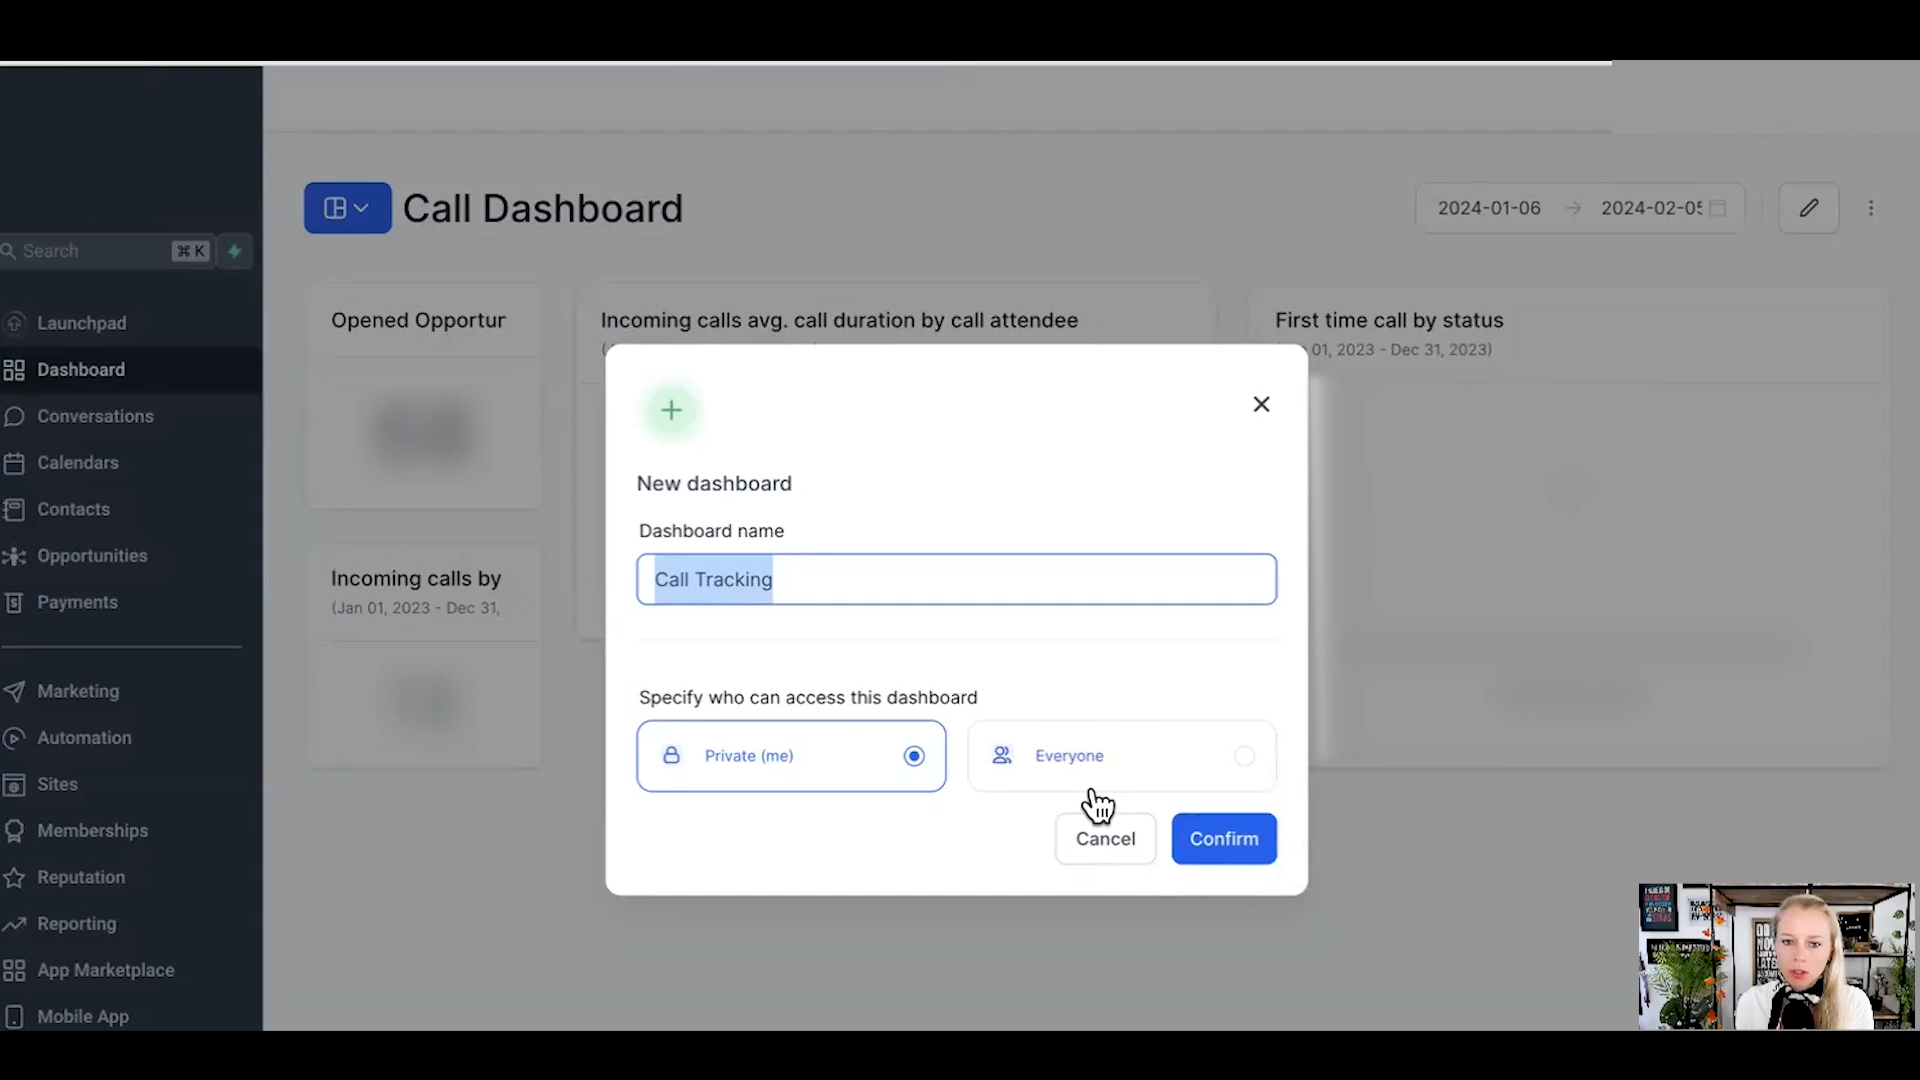 Call Dashboard
2024-01-06 → 2024-02-05
Search ⌘ K
Launchpad
Dashboard
Conversations
Calendars
Contacts
Opportunities
Payments
Marketing
Automation
Sites
Memberships
Reputation
Reporting
App Marketplace
Mobile App
Opened Opportur
Incoming calls avg. call duration by call attendee
First time call by status
01, 2023 - Dec 31, 2023)
Incoming calls by
(Jan 01, 2023 - Dec 31,
New dashboard
Dashboard name
Call Tracking
Specify who can access this dashboard
Private (me)
Everyone
Cancel
Confirm